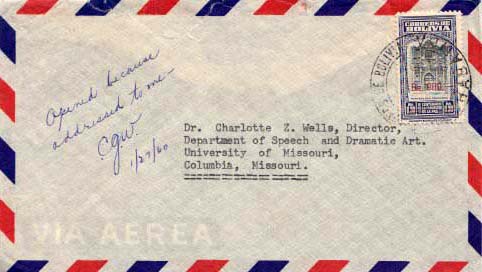 CORREOS DE
BOLIVIA
opened because
addressed to me-
cgw.
1/27/60
Dr. Charlotte Z. Wells, Director,
Department of Speech and Dramatic Art.
University of Missouri,
Columbia, Missouri.
VIA AEREA